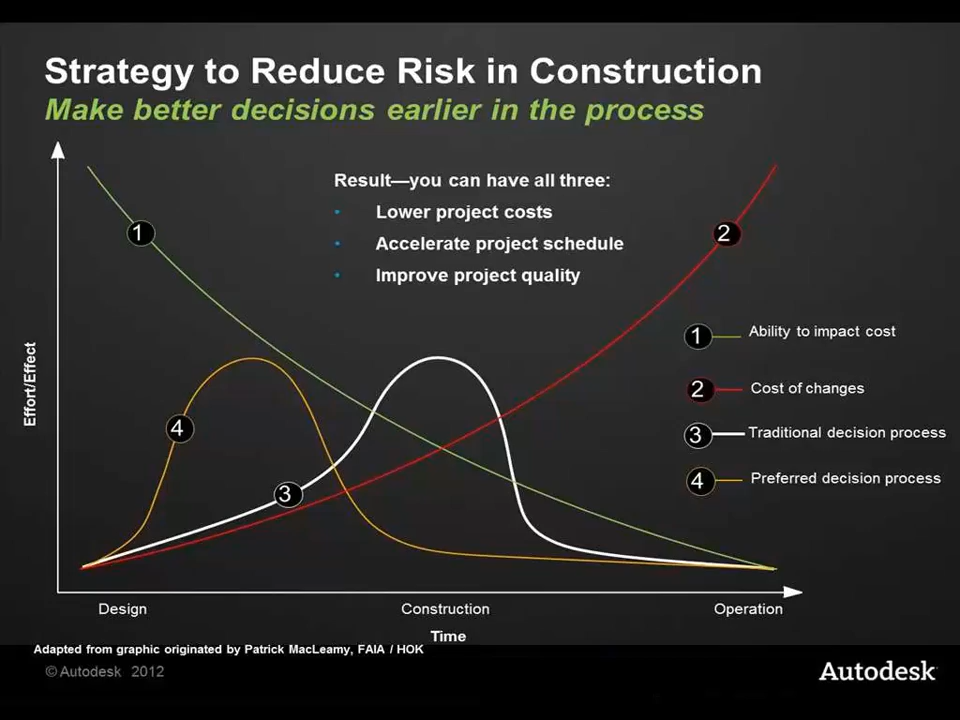 Strategy to Reduce Risk in Construction
Make better decisions earlier in the process
Result—you can have all three:
• Lower project costs
• Accelerate project schedule
• Improve project quality
1
2
4
3
Effort/Effect
1 Ability to impact cost
2 Cost of changes
3 Traditional decision process
4 Preferred decision process
Design Construction Operation
Time
Adapted from graphic originated by Patrick MacLeamy, FAIA / HOK
© Autodesk 2012
Autodesk